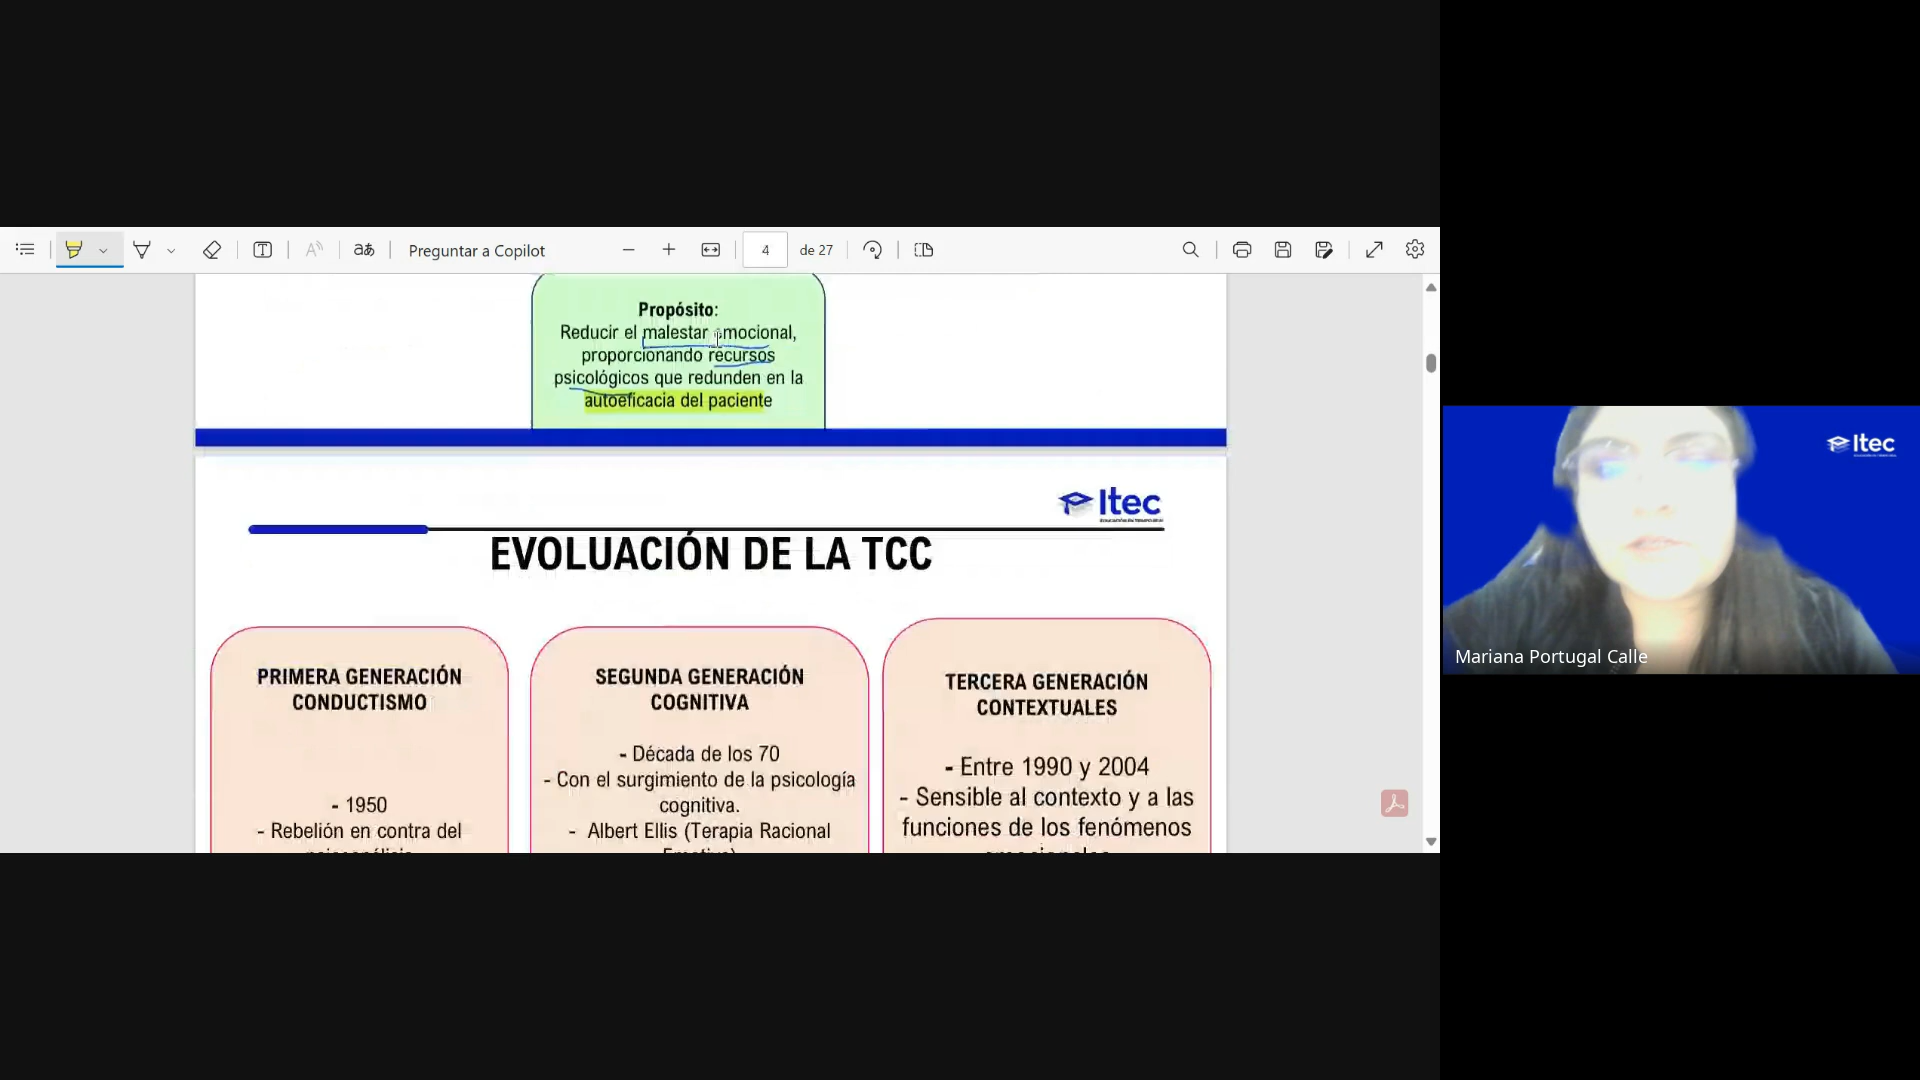 Preguntar a Copilot
4 de 27
Propósito:
Reducir el malestar emocional,
proporcionando recursos
psicológicos que redunden en la
autoeficacia del paciente
Itec
EVOLUACIÓN DE LA TCC
PRIMERA GENERACIÓN
CONDUCTISMO
- 1950
- Rebelión en contra del
SEGUNDA GENERACIÓN
COGNITIVA
- Década de los 70
- Con el surgimiento de la psicología
cognitiva.
- Albert Ellis (Terapia Racional
TERCERA GENERACIÓN
CONTEXTUALES
- Entre 1990 y 2004
- Sensible al contexto y a las
funciones de los fenómenos
Itec
Mariana Portugal Calle